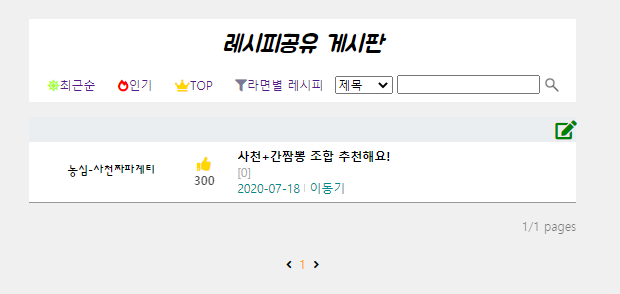 레시피공유 게시판
최근순 인기 TOP 라면별 레시피 제목
농심-사천짜파게티
300
사천+간짬뽕 조합 추천해요!
[0]
2020-07-18 | 이동기
1/1 pages
1